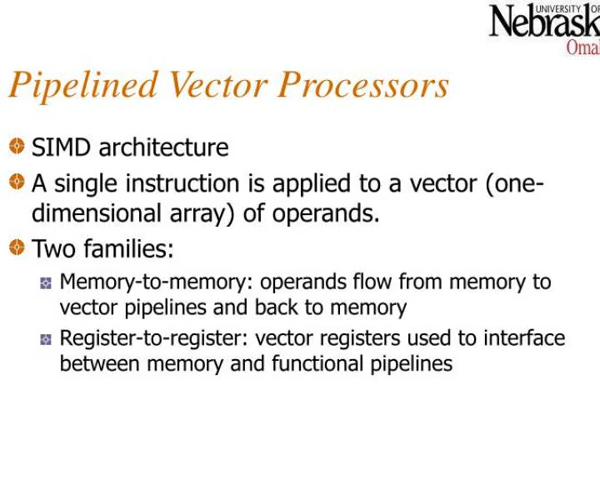 UNIVERSITY OF
Nebrask
Omal
Pipelined Vector Processors
SIMD architecture
A single instruction is applied to a vector (one-
dimensional array) of operands.
Two families:
Memory-to-memory: operands flow from memory to
vector pipelines and back to memory
Register-to-register: vector registers used to interface
between memory and functional pipelines